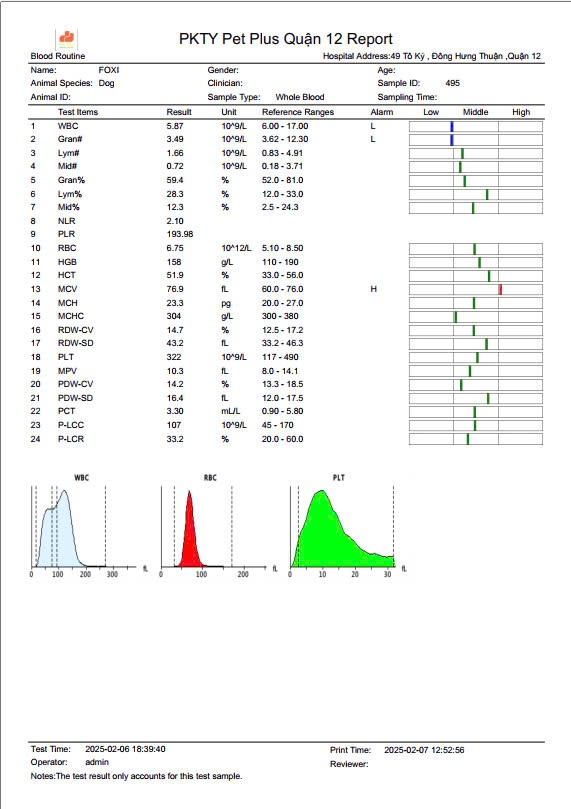 PKTY Pet Plus Quận 12 Report
Blood Routine Hospital Address:49 Tô Ký , Đông Hưng Thuận ,Quận 12
Name: FOXI Gender: Age:
Animal Species: Dog Clinician: Sample ID: 495
Animal ID: Sample Type: Whole Blood Sampling Time:
Test Items Result Unit Reference Ranges Alarm Low Middle High
1 WBC 5.87 10^9/L 6.00 - 17.00 L
2 Gran# 3.49 10^9/L 3.62 - 12.30 L
3 Lym# 1.66 10^9/L 0.83 - 4.91
4 Mid# 0.72 10^9/L 0.18 - 3.71
5 Gran% 59.4 % 52.0 - 81.0
6 Lym% 28.3 % 12.0 - 33.0
7 Mid% 12.3 % 2.5 - 24.3
8 NLR 2.10
9 PLR 193.98
10 RBC 6.75 10^12/L 5.10 - 8.50
11 HGB 158 g/L 110 - 190
12 HCT 51.9 % 33.0 - 56.0
13 MCV 76.9 fL 60.0 - 76.0 H
14 MCH 23.3 pg 20.0 - 27.0
15 MCHC 304 g/L 300 - 380
16 RDW-CV 14.7 % 12.5 - 17.2
17 RDW-SD 43.2 fL 33.2 - 46.3
18 PLT 322 10^9/L 117 - 490
19 MPV 10.3 fL 8.0 - 14.1
20 PDW-CV 14.2 % 13.3 - 18.5
21 PDW-SD 16.4 fL 12.0 - 17.5
22 PCT 3.30 mL/L 0.90 - 5.80
23 P-LCC 107 10^9/L 45 - 170
24 P-LCR 33.2 % 20.0 - 60.0
WBC RBC PLT
0 100 200 300 fL 0 100 200 fL 0 10 20 30 fL
Test Time: 2025-02-06 18:39:40 Print Time: 2025-02-07 12:52:56
Operator: admin Reviewer:
Notes:The test result only accounts for this test sample.